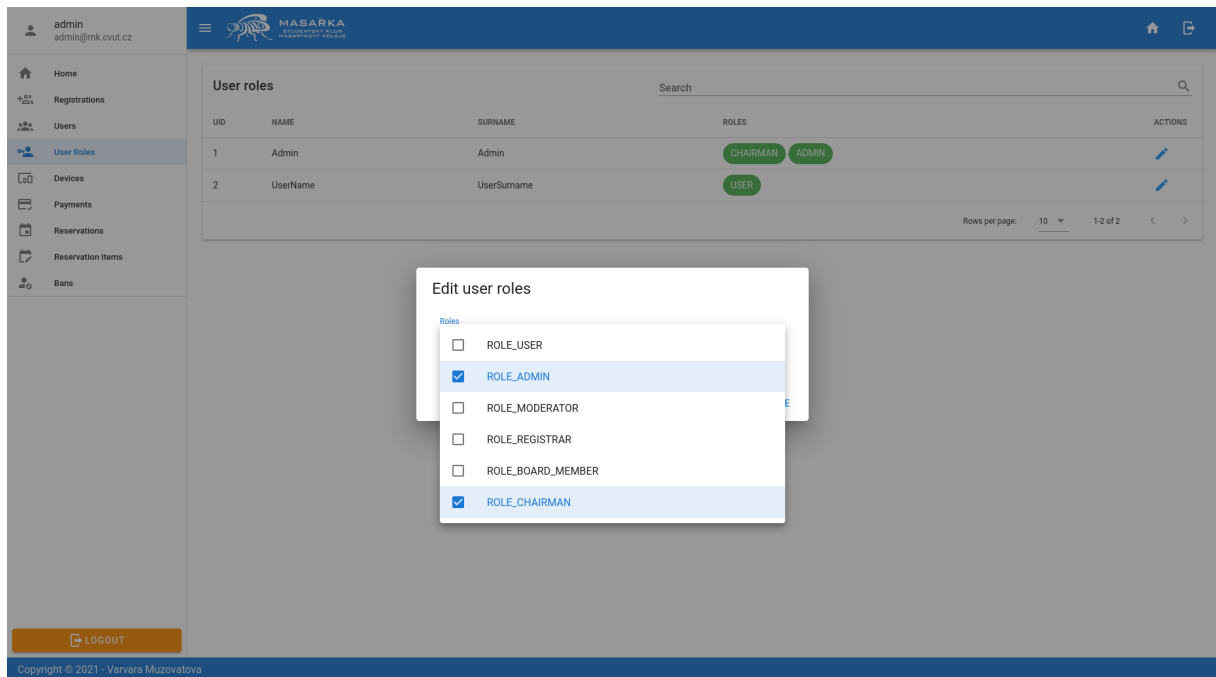 admin
admin@mk.cvut.cz
MASAŘKA
STUDENTSKÝ KLUB
MASARYKOVY KOLEJE
Home
Registrations
Users
User Roles
Devices
Payments
Reservations
Reservation items
Bans
LOGOUT
User roles
Search
UID NAME SURNAME ROLES ACTIONS
1 Admin Admin CHAIRMAN ADMIN
2 UserName UserSurname USER
Rows per page: 10 1-2 of 2
Edit user roles
Roles
ROLE_USER
ROLE_ADMIN
ROLE_MODERATOR
ROLE_REGISTRAR
ROLE_BOARD_MEMBER
ROLE_CHAIRMAN
E
Copyright © 2021 - Varvara Muzovatova